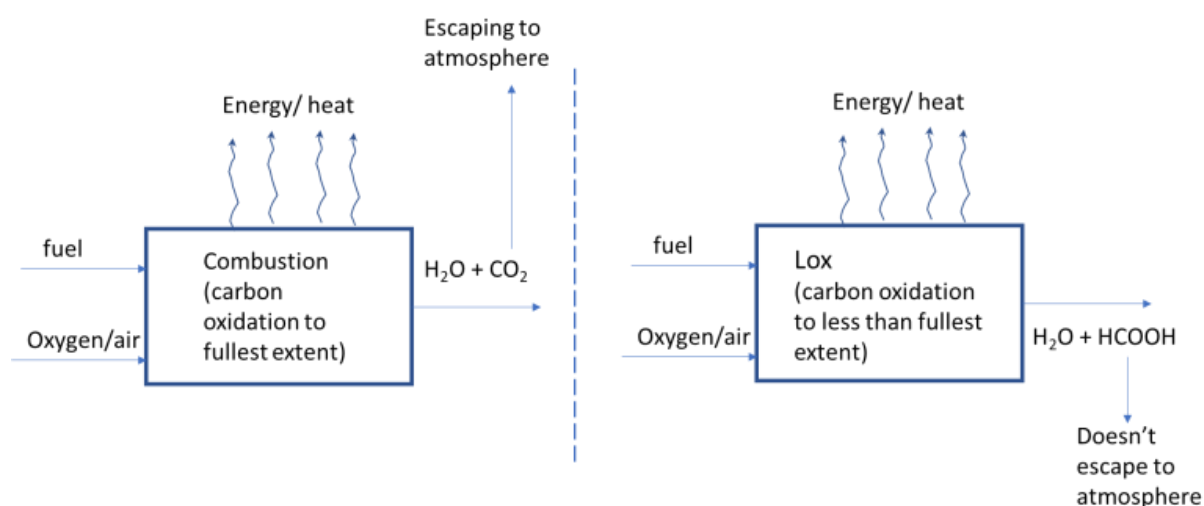 Escaping to
atmosphere
Energy/ heat
fuel
Oxygen/air
Combustion
(carbon
oxidation to
fullest extent)
H₂O + CO₂
Energy/ heat
fuel
Oxygen/air
Lox
(carbon oxidation
to less than fullest
extent)
H₂O + HCOOH
Doesn't
escape to
atmosphere